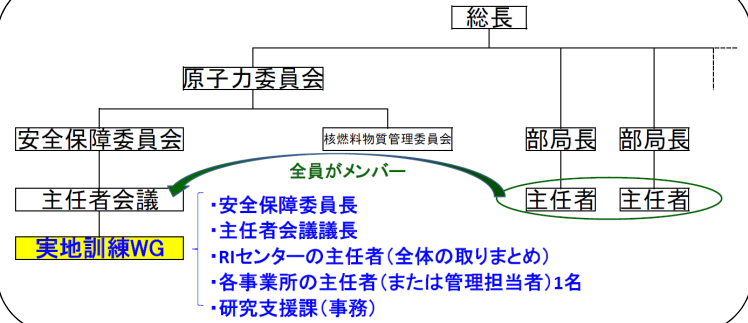 総長
原子力委員会
安全保障委員会
核燃料物質管理委員会
部局長
部局長
全員がメンバー
主任者会議
主任者
主任者
実地訓練WG
・安全保障委員長
・主任者会議議長
・RIセンターの主任者(全体の取りまとめ)
・各事業所の主任者(または管理担当者)1名
・研究支援課(事務)